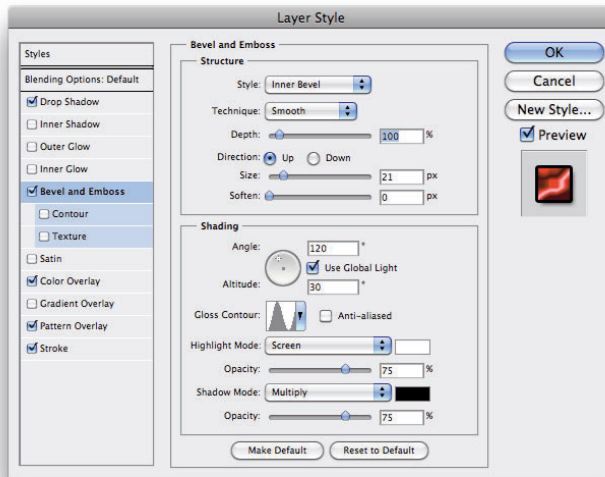 Layer Style
Styles
Blending Options: Default
Drop Shadow
Inner Shadow
Outer Glow
Inner Glow
Bevel and Emboss
Contour
Texture
Satin
Color Overlay
Gradient Overlay
Pattern Overlay
Stroke
Bevel and Emboss
Structure
Style: Inner Bevel
Technique: Smooth
Depth: 100 %
Direction: Up Down
Size: 21 px
Soften: 0 px
Shading
Angle: 120 °
Use Global Light
Altitude: 30 °
Gloss Contour: Anti-aliased
Highlight Mode: Screen
Opacity: 75 %
Shadow Mode: Multiply
Opacity: 75 %
Make Default Reset to Default
OK
Cancel
New Style...
Preview